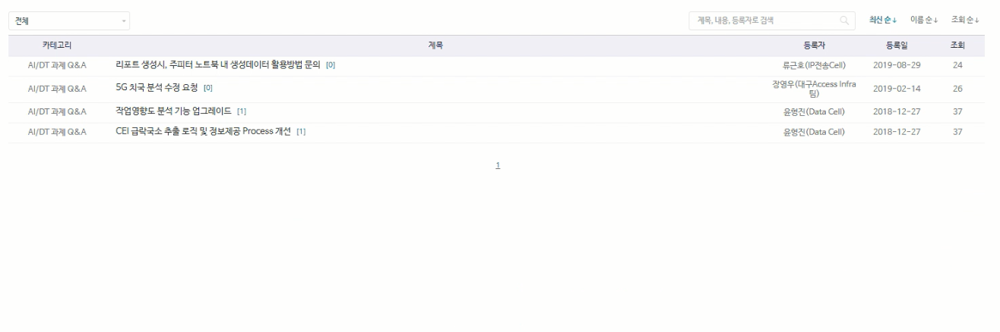 전체 제목, 내용, 등록자로 검색 최신 순↓ 이름 순↓ 조회 순↓
카테고리 제목 등록자 등록일 조회
AI/DT 과제 Q&A 리포트 생성시, 주피터 노트북 내 생성데이터 활용방법 문의 [0] 류근호(IP전송Cell) 2019-08-29 24
AI/DT 과제 Q&A 5G 치국 분석 수정 요청 [0] 장영우(대구Access Infra 2019-02-14 26
팀)
AI/DT 과제 Q&A 작업영향도 분석 기능 업그레이드 [1] 윤형진(Data Cell) 2018-12-27 37
AI/DT 과제 Q&A CEI 급락국소 추출 로직 및 정보제공 Process 개선 [1] 윤형진(Data Cell) 2018-12-27 37
1